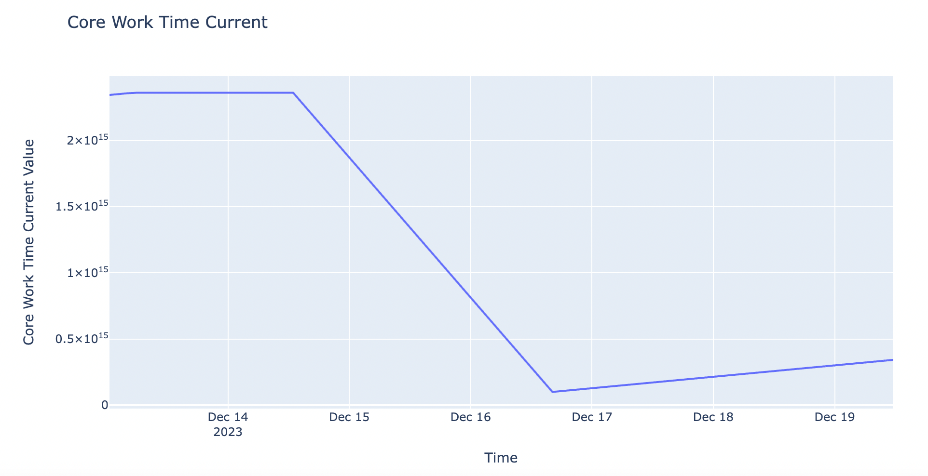 Core Work Time Current
Core Work Time Current Value
2×10¹⁵
1.5×10¹⁵
1×10¹⁵
0.5×10¹⁵
0
Dec 14
2023
Dec 15
Dec 16
Dec 17
Dec 18
Dec 19
Time